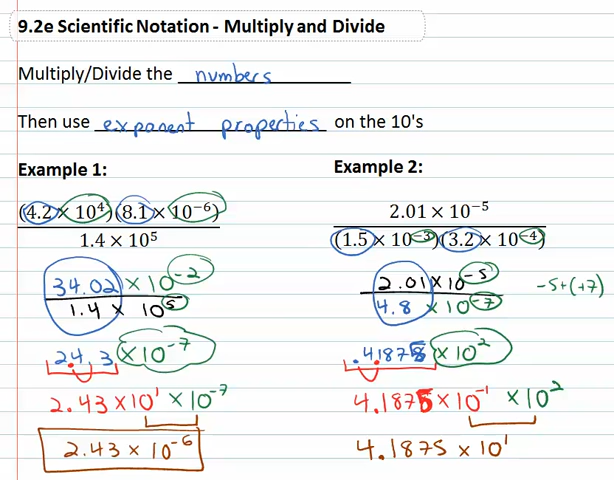 9.2e Scientific Notation - Multiply and Divide
Multiply/Divide the numbers
Then use exponent properties on the 10's
Example 1:
(4.2 × 10⁴)(8.1 × 10⁻⁶)
1.4 × 10⁵
34.02 × 10⁻²
1.4 × 10⁵
24.3 × 10⁻⁷
2.43 × 10¹ × 10⁻⁷
2.43 × 10⁻⁶
Example 2:
2.01 × 10⁻⁵
(1.5 × 10⁻³)(3.2 × 10⁻⁴)
2.01 × 10⁻⁵
4.8 × 10⁻⁷
-5+(+7)
.41875 × 10²
4.1875 × 10⁻¹ × 10²
4.1875 × 10¹